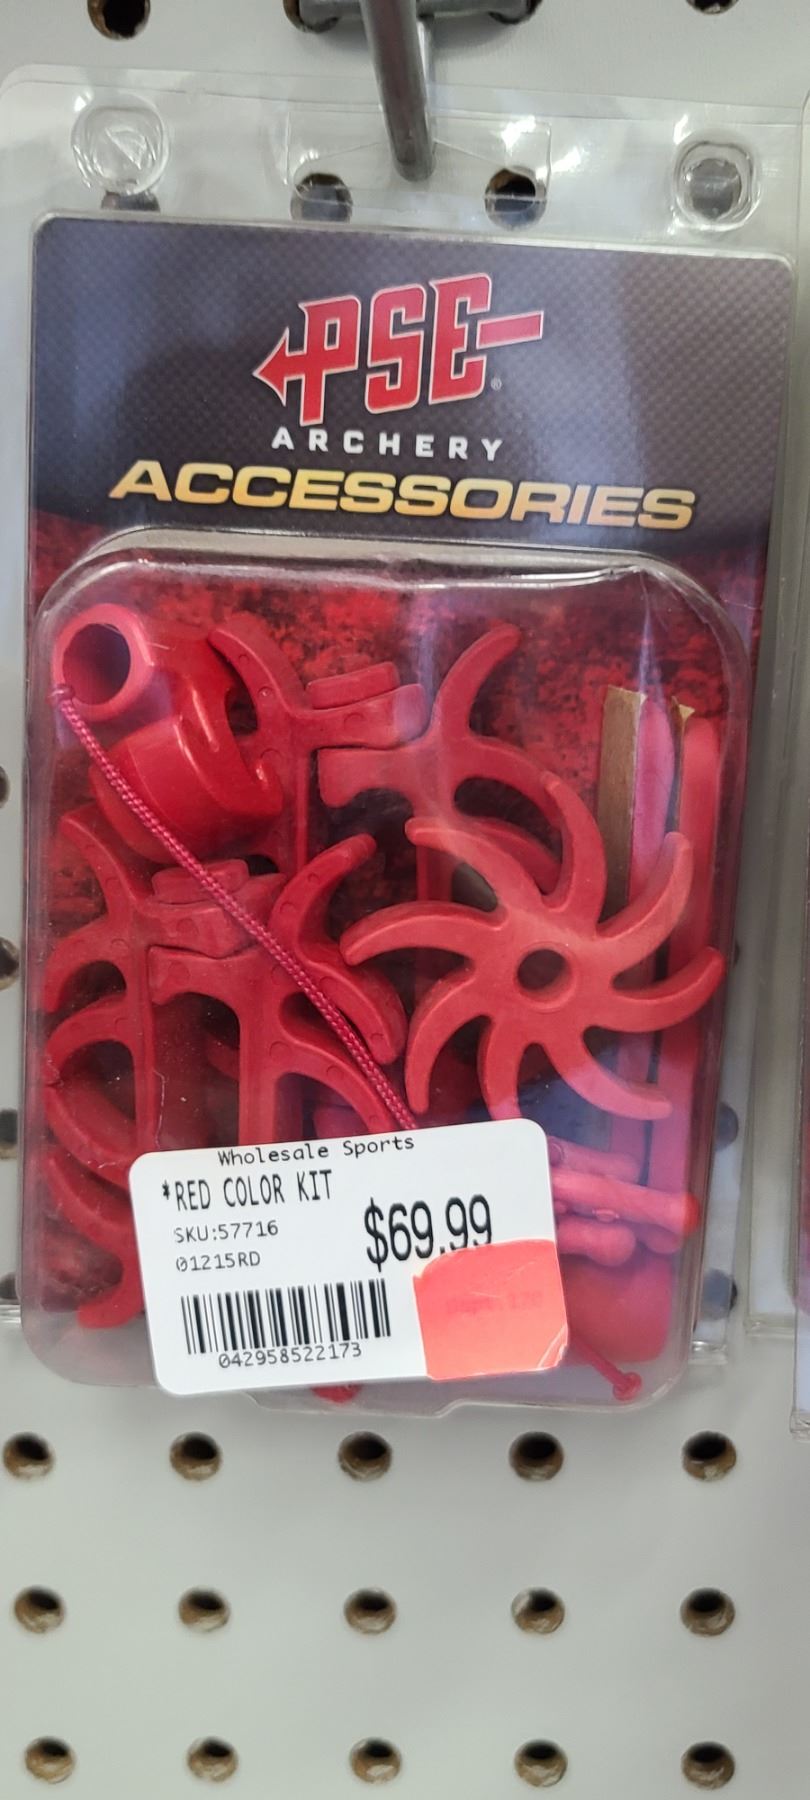 PSE®
ARCHERY
ACCESSORIES
Wholesale Sports
*RED COLOR KIT
SKU:57716
$69.99
01215RD
042958522173